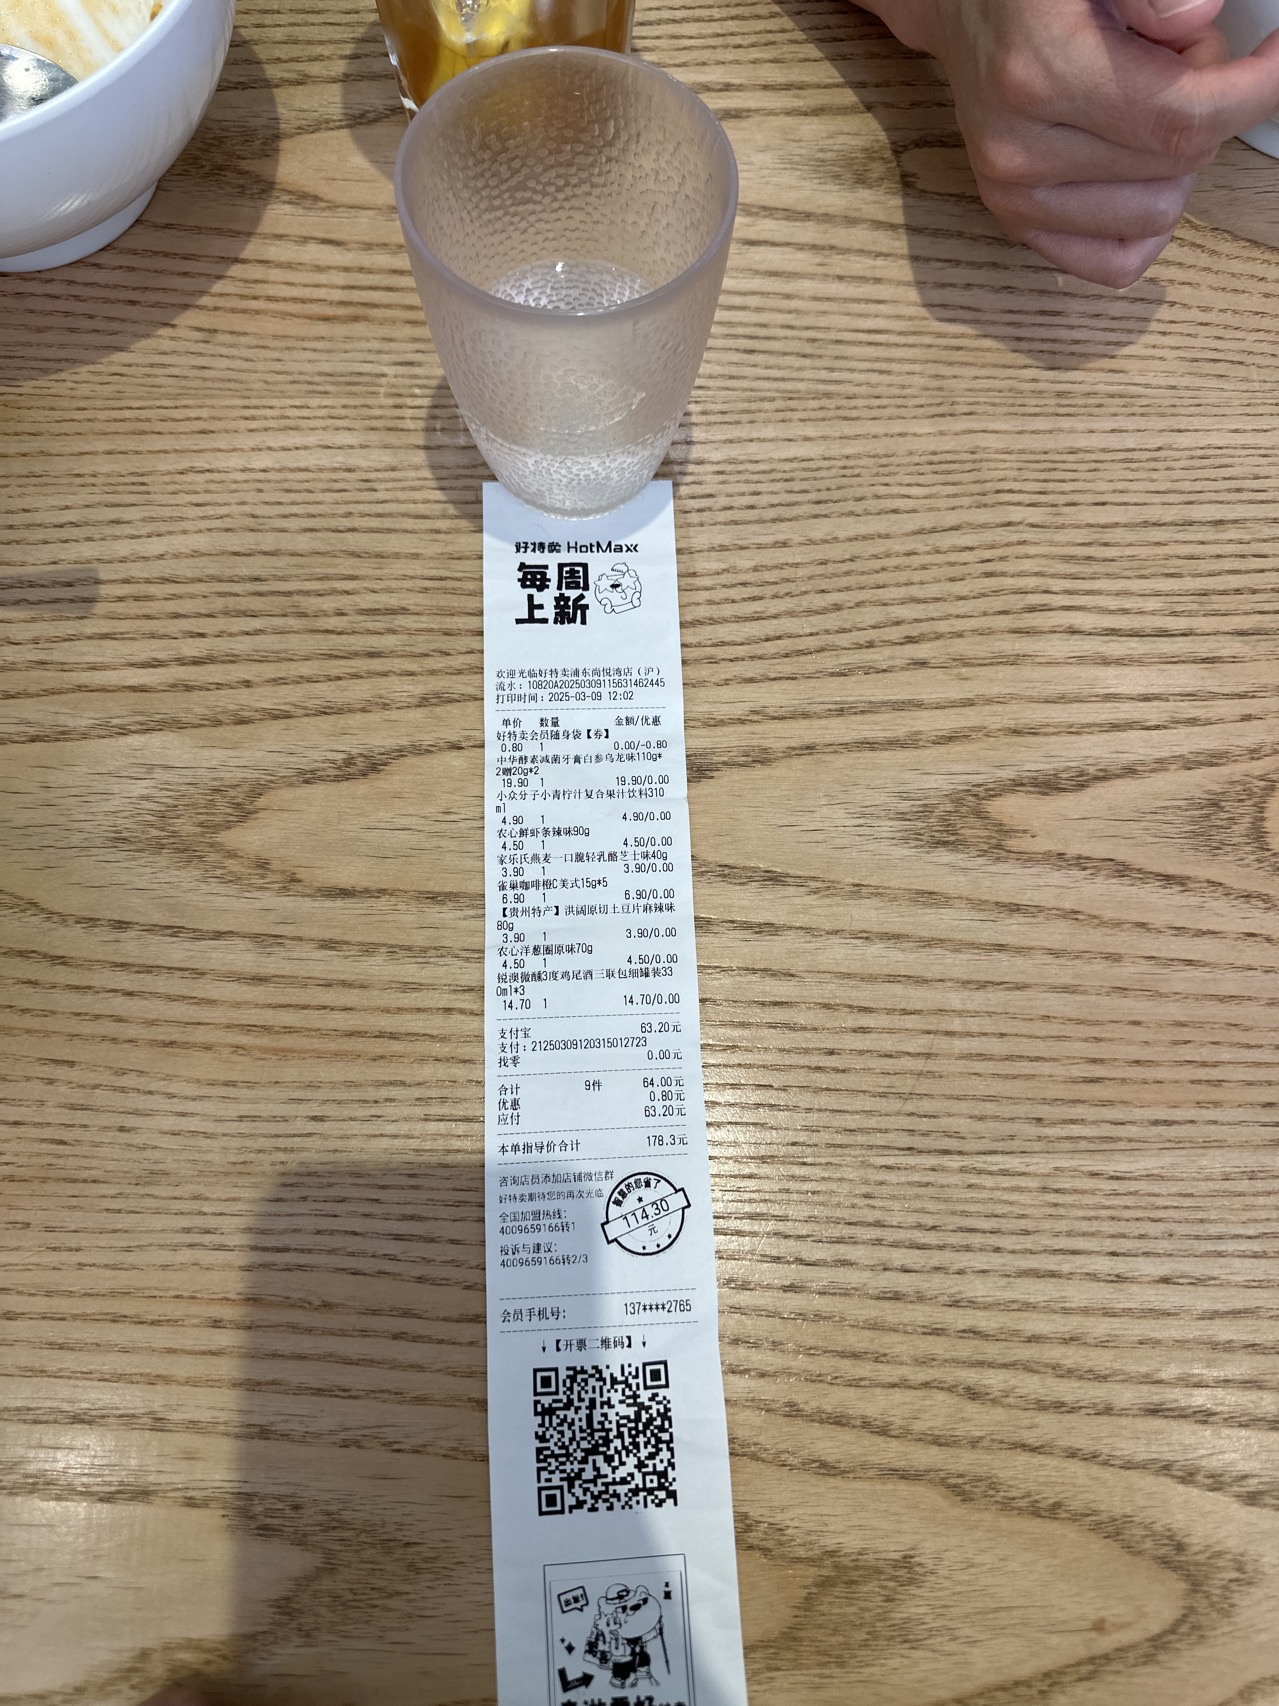 好特卖 HotMaxx
每周
上新
欢迎光临好特卖浦东尚悦湾店（沪）
流水：10820A20250309115631462445
打印时间：2025-03-09 12:02
单价 数量 金额/优惠
好特卖会员随身袋【券】
0.80 1 0.00/-0.80
中华酵素减菌牙膏白参乌龙味110g*
2赠20g*2
19.90 1 19.90/0.00
小众分子小青柠汁复合果汁饮料310
ml
4.90 1 4.90/0.00
农心鲜虾条辣味90g
4.50 1 4.50/0.00
家乐氏燕麦一口脆轻乳酪芝士味40g
3.90 1 3.90/0.00
雀巢咖啡橙C美式15g*5
6.90 1 6.90/0.00
【贵州特产】洪阔原切土豆片麻辣味
80g
3.90 1 3.90/0.00
农心洋葱圈原味70g
4.50 1 4.50/0.00
锐澳微醺3度鸡尾酒三联包细罐装33
0ml*3
14.70 1 14.70/0.00
支付宝 63.20元
支付：21250309120315012723
找零 0.00元
合计 9件 64.00元
优惠 0.80元
应付 63.20元
本单指导价合计 178.3元
咨询店员添加店铺微信群
好特卖期待您的再次光临
全国加盟热线：
4009659166转1
投诉与建议：
4009659166转2/3
智慧的您省了
114.30
元
会员手机号： 137****2765
↓【开票二维码】↓